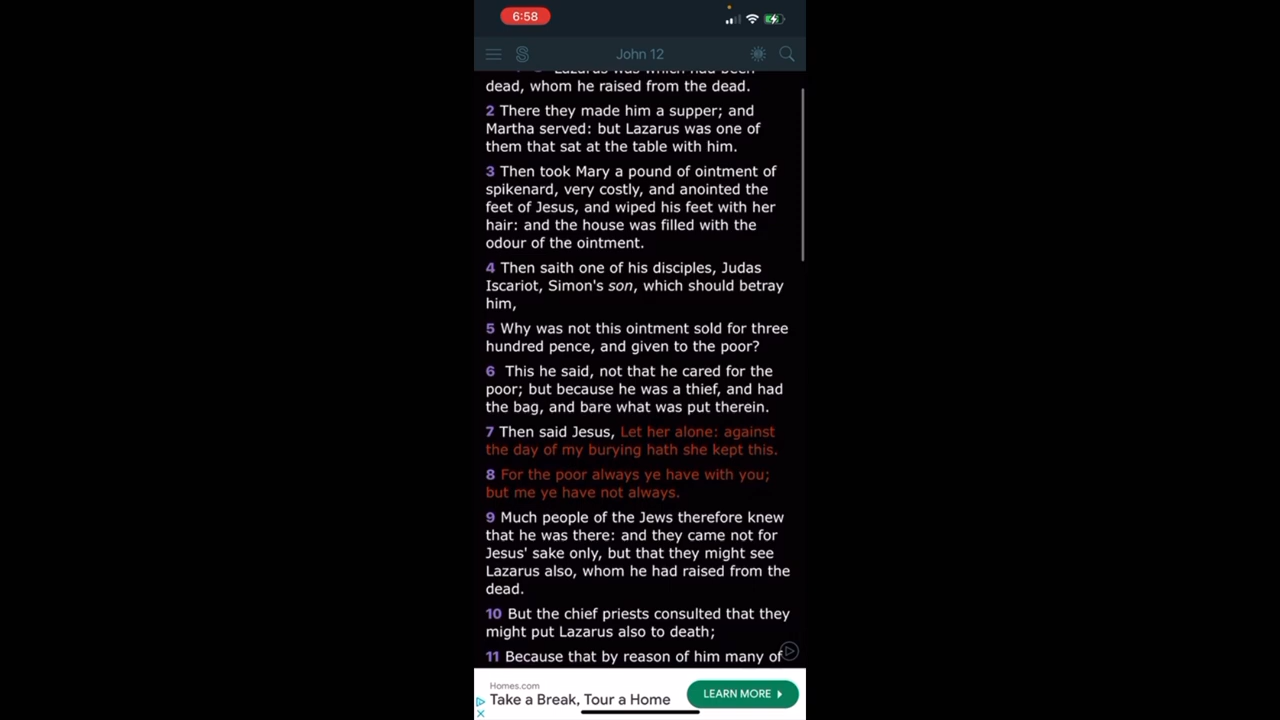 6:58
John 12
Lazarus was which had been
dead, whom he raised from the dead.
2 There they made him a supper; and
Martha served: but Lazarus was one of
them that sat at the table with him.
3 Then took Mary a pound of ointment of
spikenard, very costly, and anointed the
feet of Jesus, and wiped his feet with her
hair: and the house was filled with the
odour of the ointment.
4 Then saith one of his disciples, Judas
Iscariot, Simon's son, which should betray
him,
5 Why was not this ointment sold for three
hundred pence, and given to the poor?
6 This he said, not that he cared for the
poor; but because he was a thief, and had
the bag, and bare what was put therein.
7 Then said Jesus, Let her alone: against
the day of my burying hath she kept this.
8 For the poor always ye have with you;
but me ye have not always.
9 Much people of the Jews therefore knew
that he was there: and they came not for
Jesus' sake only, but that they might see
Lazarus also, whom he had raised from the
dead.
10 But the chief priests consulted that they
might put Lazarus also to death;
11 Because that by reason of him many of
Homes.com
Take a Break, Tour a Home
LEARN MORE